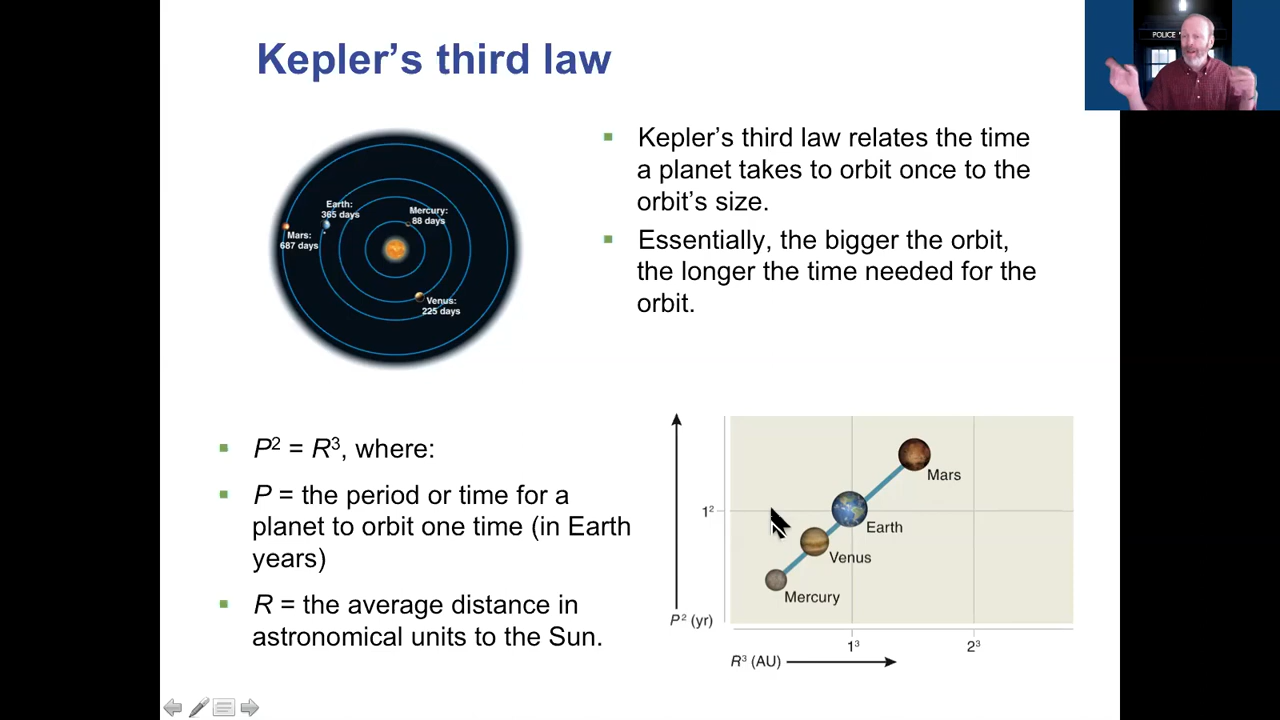 Kepler’s third law
POLICE
Kepler’s third law relates the time
a planet takes to orbit once to the
orbit’s size.
Essentially, the bigger the orbit,
the longer the time needed for the
orbit.
Earth:
365 days
Mercury:
88 days
Mars:
687 days
Venus:
225 days
P² = R³, where:
P = the period or time for a
planet to orbit one time (in Earth
years)
R = the average distance in
astronomical units to the Sun.
Mars
1²
Earth
Venus
Mercury
P² (yr)
1³ 2³
R³ (AU)